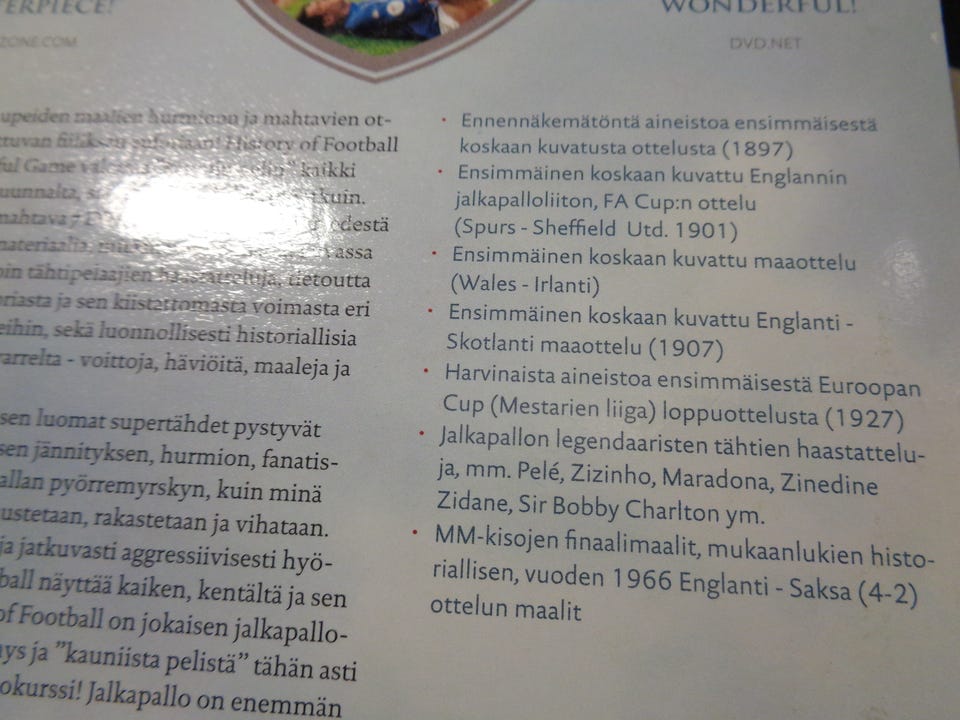 TERPIECE!
ZONE.COM
WONDERFUL!
DVD.NET
upeiden maalien hurmioon ja mahtavien ot-
History of Football
ful Game kaikki
uunnalta, kuin.
mahtava 7
materiaalia,
oin tähtipelaajien haastatteluja, tietoutta
oriasta ja sen kiistattomasta voimasta eri
eihin, sekä luonnollisesti historiallisia
varrelta - voittoja, häviöitä, maaleja ja
sen luomat supertähdet pystyvät
sen jännityksen, hurmion, fanatis-
allan pyörremyrskyn, kuin minä
ustetaan, rakastetaan ja vihataan.
ja jatkuvasti aggressiivisesti hyö-
ball näyttää kaiken, kentältä ja sen
of Football on jokaisen jalkapallo-
ys ja ”kauniista pelistä” tähän asti
okurssi! Jalkapallo on enemmän
• Ennennäkemätöntä aineistoa ensimmäisestä
koskaan kuvatusta ottelusta (1897)
• Ensimmäinen koskaan kuvattu Englannin
jalkapalloliiton, FA Cup:n ottelu
(Spurs - Sheffield Utd. 1901)
• Ensimmäinen koskaan kuvattu maaottelu
(Wales - Irlanti)
• Ensimmäinen koskaan kuvattu Englanti -
Skotlanti maaottelu (1907)
• Harvinaista aineistoa ensimmäisestä Euroopan
Cup (Mestarien liiga) loppuottelusta (1927)
• Jalkapallon legendaaristen tähtien haastattelu-
ja, mm. Pelé, Zizinho, Maradona, Zinedine
Zidane, Sir Bobby Charlton ym.
• MM-kisojen finaalimaalit, mukaanlukien histo-
riallisen, vuoden 1966 Englanti - Saksa (4-2)
ottelun maalit